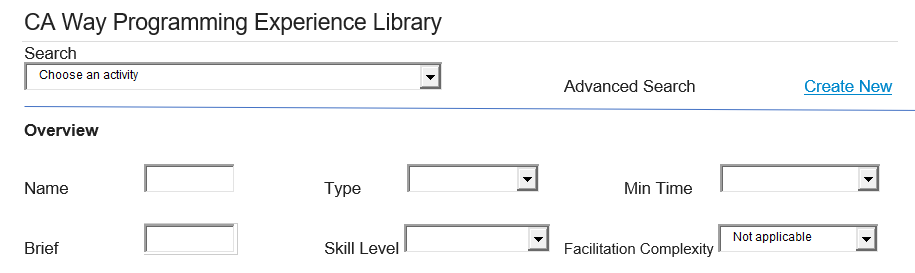 CA Way Programming Experience Library
Search
Choose an activity
Advanced Search Create New
Overview
Name Type Min Time
Brief Skill Level Facilitation Complexity Not applicable